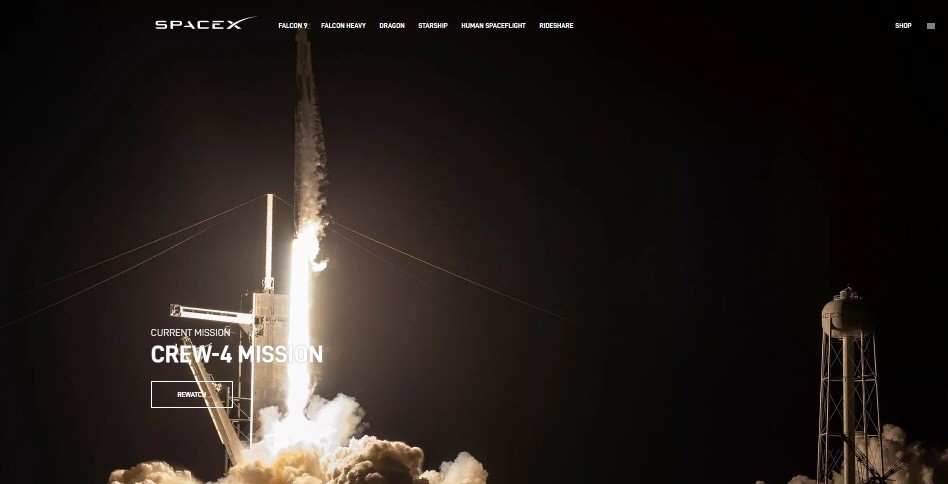 SPACEX FALCON 9 FALCON HEAVY DRAGON STARSHIP HUMAN SPACEFLIGHT RIDESHARE SHOP
CURRENT MISSION
CREW-4 MISSION
REWATCH